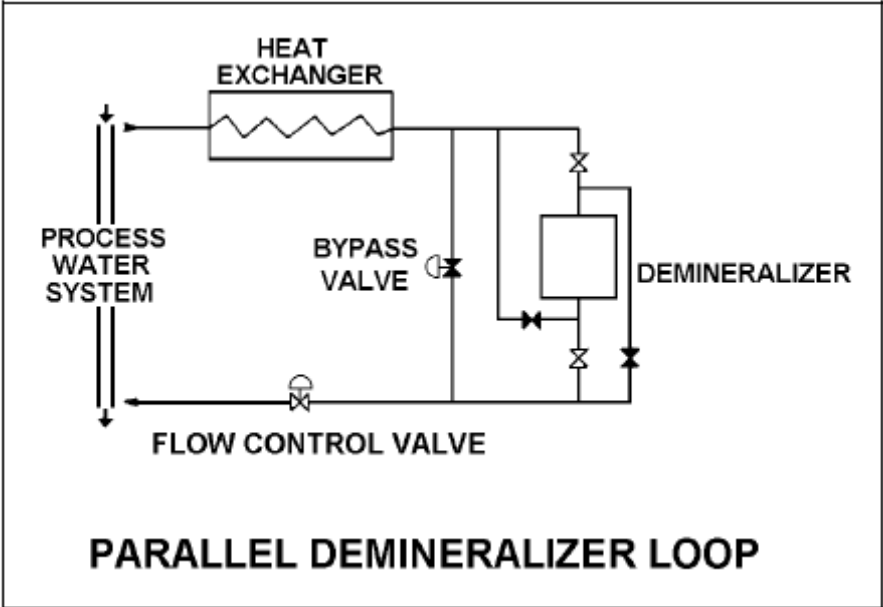 HEAT
EXCHANGER
PROCESS
WATER
SYSTEM
BYPASS
VALVE
DEMINERALIZER
FLOW CONTROL VALVE
PARALLEL DEMINERALIZER LOOP